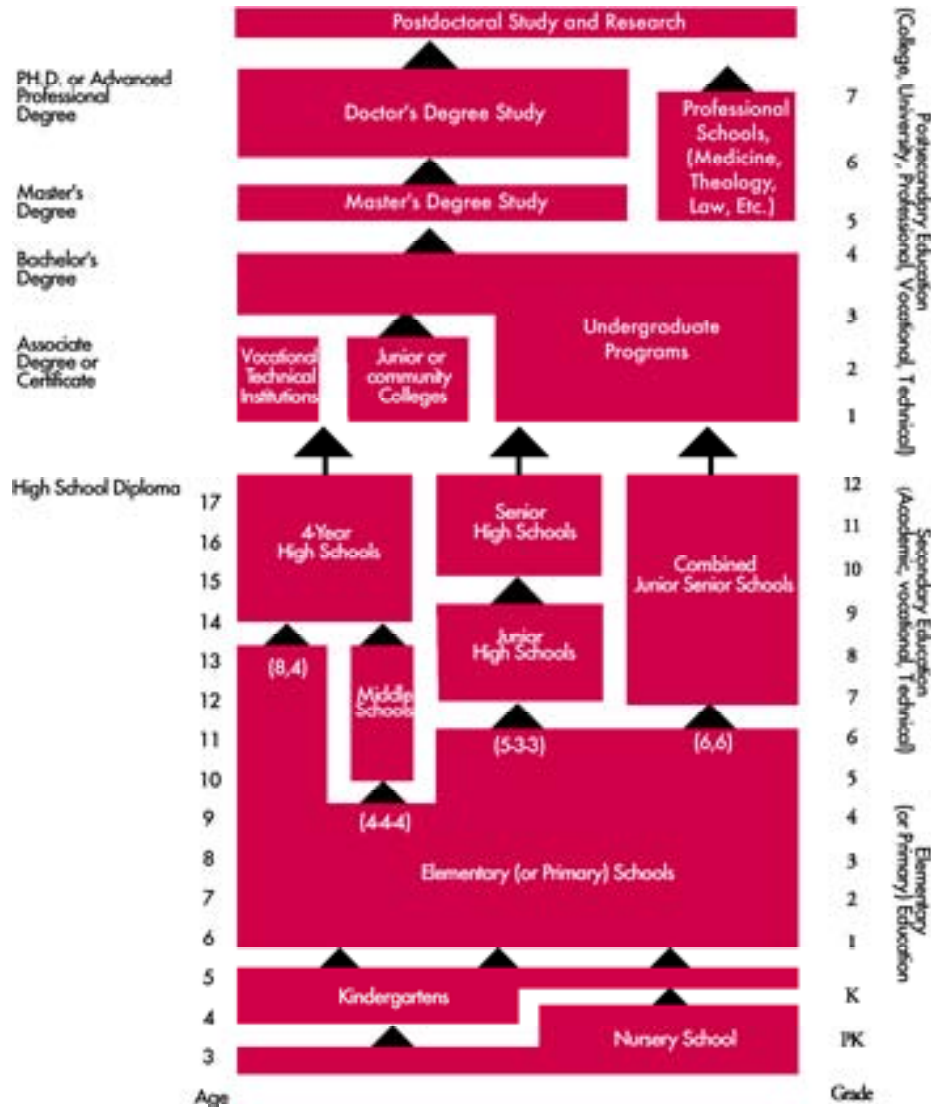 Postdoctoral Study and Research
PH.D. or Advanced
Professional
Degree
Doctor's Degree Study
Professional
Schools,
(Medicine,
Theology,
Law, Etc.)
7
6
Master's
Degree
Master's Degree Study
5
Bachelor's
Degree
4
Undergraduate
Programs
3
Associate
Degree or
Certificate
Vocational
Technical
Institutions
Junior or
community
Colleges
2
1
Postsecondary Education
(College, University, Professional, Vocational, Technical)
High School Diploma
17
16
15
14
13
12
11
10
9
8
7
6
5
4
3
Age
4-Year
High Schools
Senior
High Schools
Combined
Junior Senior Schools
Junior
High Schools
(8,4)
Middle
Schools
(5-3-3)
(6,6)
(4-4-4)
Elementary (or Primary) Schools
Kindergartens
Nursery School
12
11
10
9
8
7
6
5
4
3
2
1
K
PK
Grade
Secondary Education
(Academic, vocational, Technical)
Elementary
(or Primary) Education